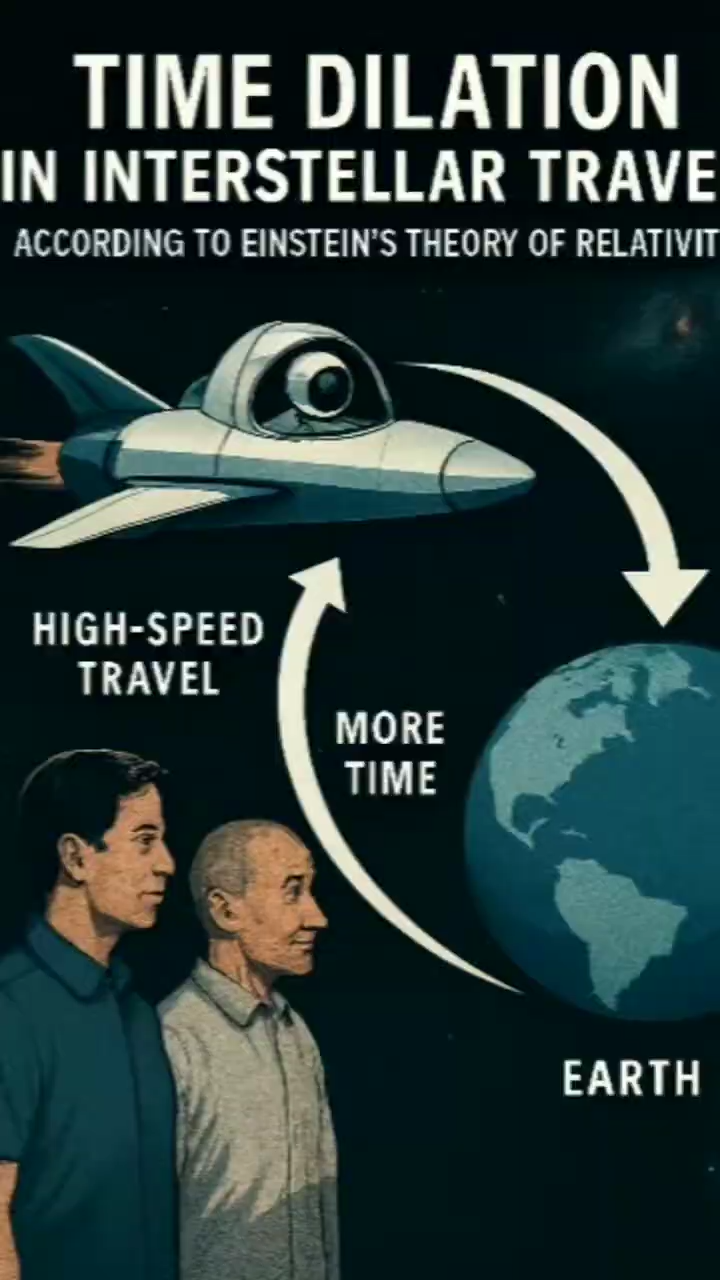 TIME DILATION
IN INTERSTELLAR TRAVE
ACCORDING TO EINSTEIN'S THEORY OF RELATIVIT
HIGH-SPEED
TRAVEL
MORE
TIME
EARTH